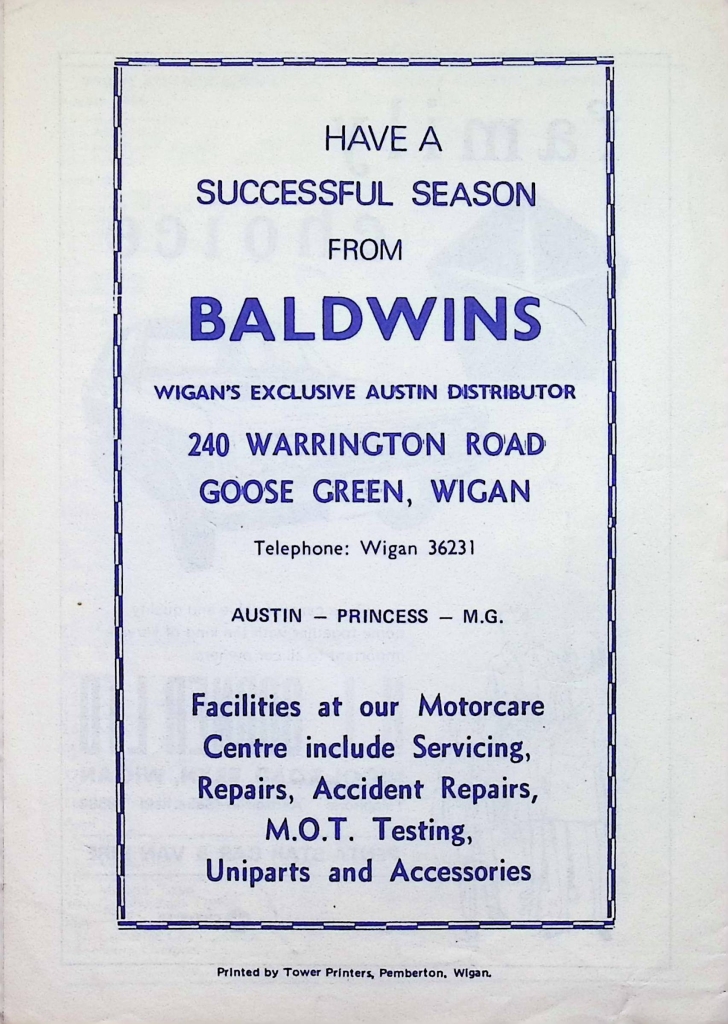 HAVE A
SUCCESSFUL SEASON
FROM
BALDWINS
WIGAN'S EXCLUSIVE AUSTIN DISTRIBUTOR
240 WARRINGTON ROAD
GOOSE GREEN, WIGAN
Telephone: Wigan 36231
AUSTIN – PRINCESS – M.G.
Facilities at our Motorcare
Centre include Servicing,
Repairs, Accident Repairs,
M.O.T. Testing,
Uniparts and Accessories
Printed by Tower Printers, Pemberton, Wigan.